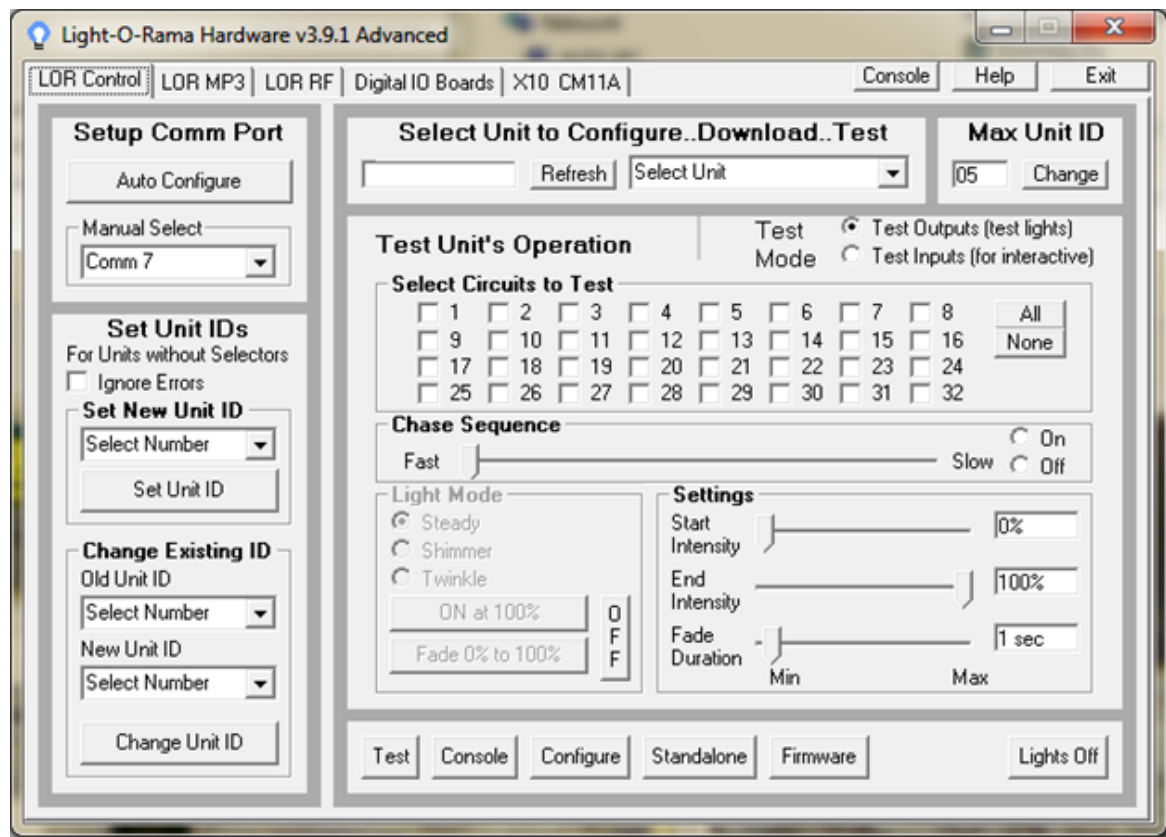 Light-O-Rama Hardware v3.9.1 Advanced
LOR Control LOR MP3 LOR RF Digital IO Boards X10 CM11A Console Help Exit
Setup Comm Port
Auto Configure
Manual Select
Comm 7
Set Unit IDs
For Units without Selectors
Ignore Errors
Set New Unit ID
Select Number
Set Unit ID
Change Existing ID
Old Unit ID
Select Number
New Unit ID
Select Number
Change Unit ID
Select Unit to Configure..Download..Test
Refresh Select Unit
Max Unit ID
05 Change
Test Unit's Operation
Test Mode
Test Outputs (test lights)
Test Inputs (for interactive)
Select Circuits to Test
1 2 3 4 5 6 7 8 All
9 10 11 12 13 14 15 16 None
17 18 19 20 21 22 23 24
25 26 27 28 29 30 31 32
Chase Sequence
Fast Slow
On
Off
Light Mode
Steady
Shimmer
Twinkle
ON at 100%
Fade 0% to 100%
OFF
Settings
Start Intensity 0%
End Intensity 100%
Fade Duration 1 sec
Min Max
Test Console Configure Standalone Firmware Lights Off